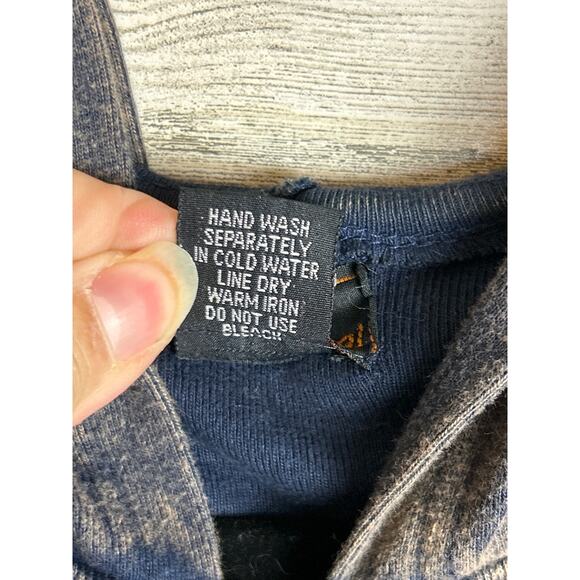 HAND WASH
SEPARATELY
IN COLD WATER
LINE DRY
WARM IRON
DO NOT USE
BLEACH